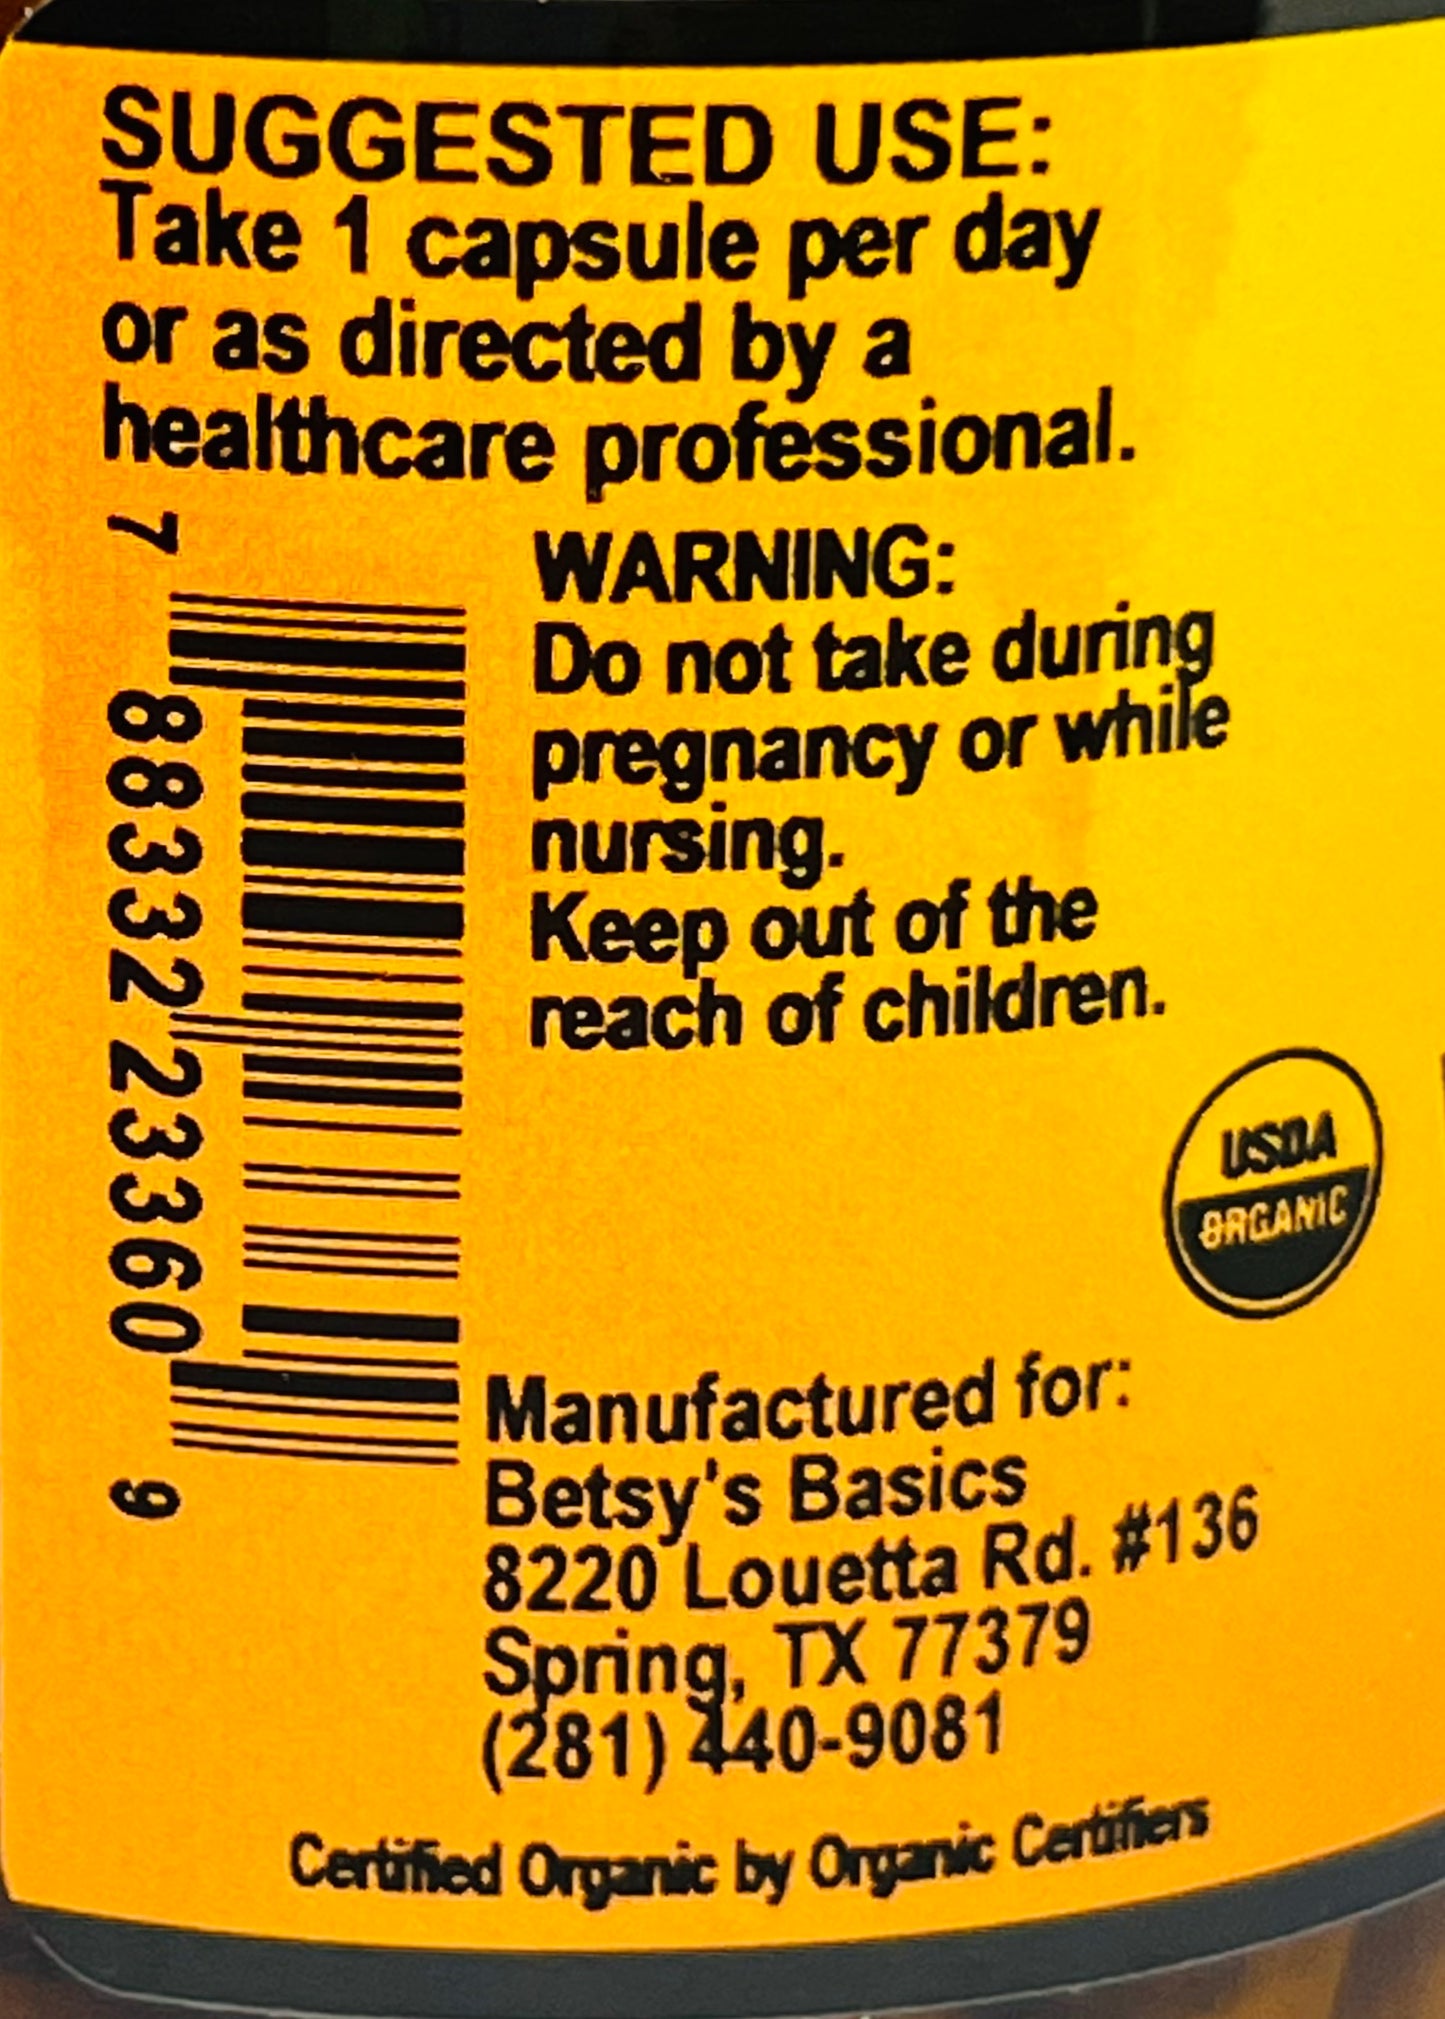 SUGGESTED USE:
Take 1 capsule per day
or as directed by a
healthcare professional.
7 88332 23360 9
WARNING:
Do not take during
pregnancy or while
nursing.
Keep out of the
reach of children.
USDA
ORGANIC
Manufactured for:
Betsy's Basics
8220 Louetta Rd. #136
Spring, TX 77379
(281) 440-9081
Certified Organic by Organic Certifiers